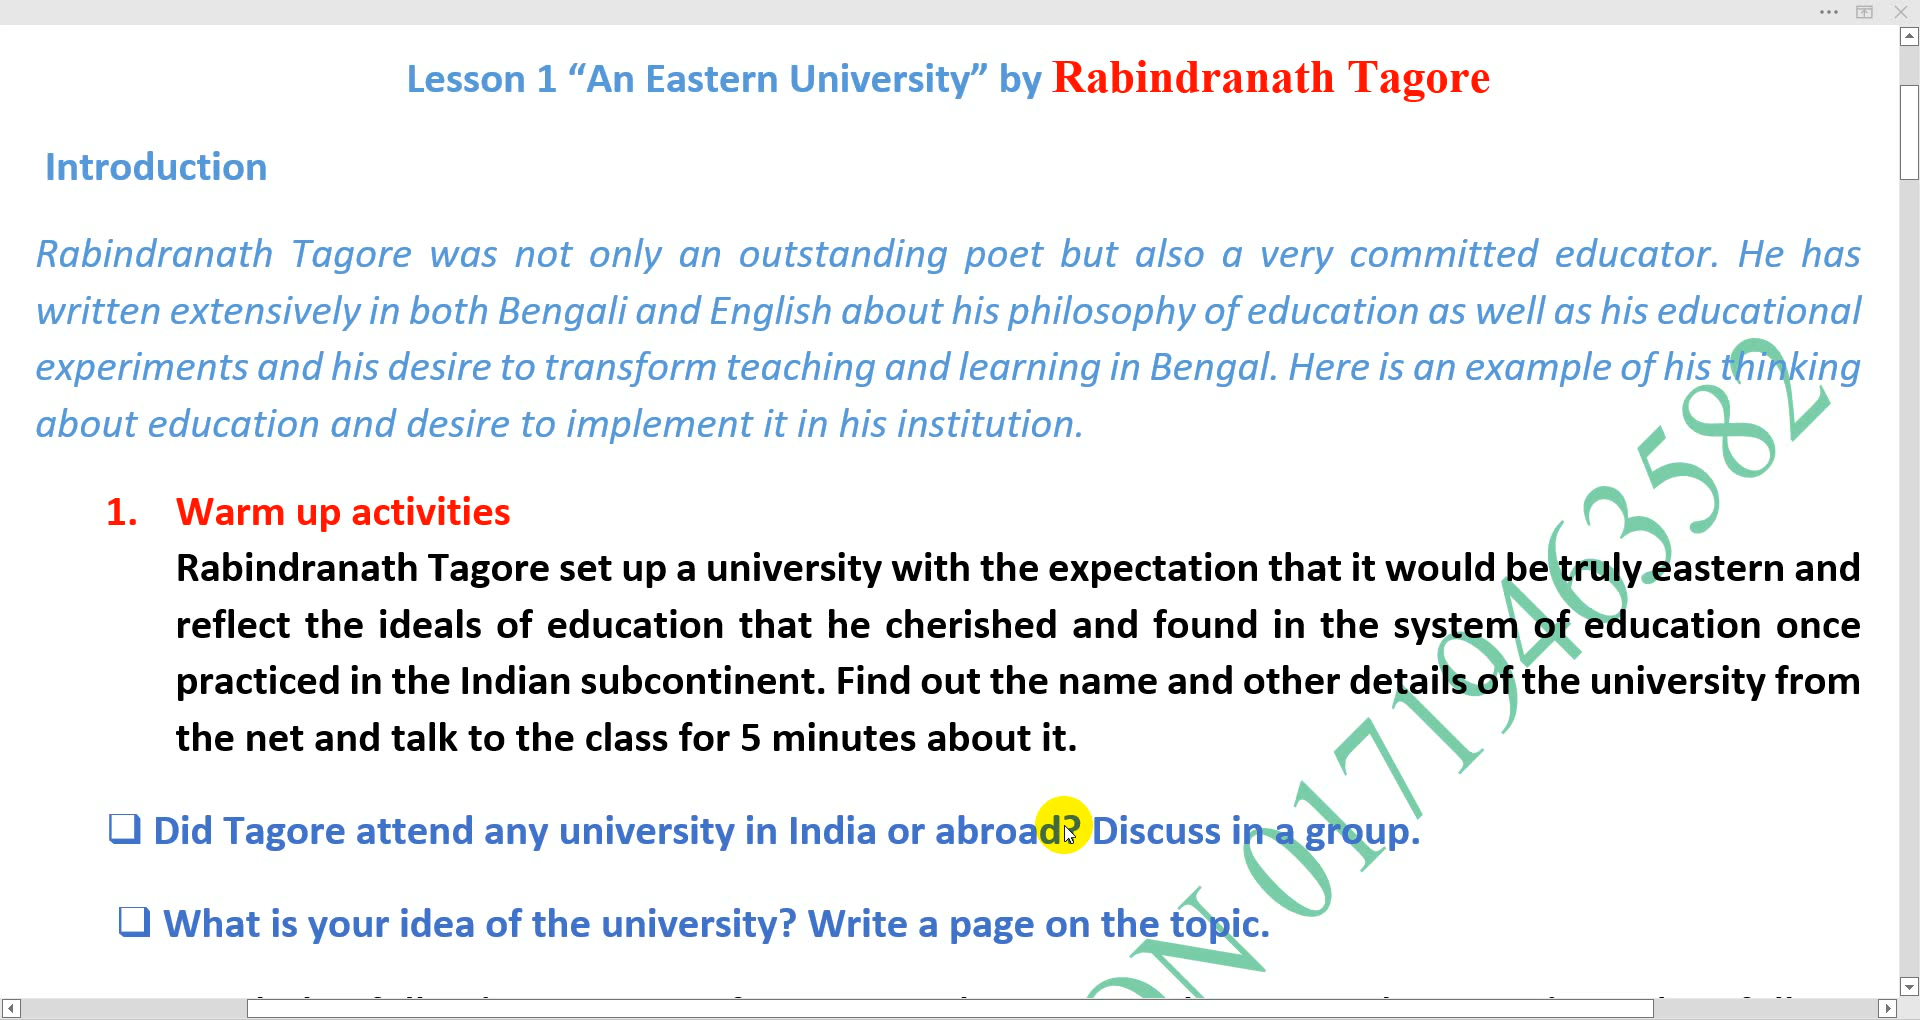 Lesson 1 “An Eastern University” by Rabindranath Tagore
Introduction
Rabindranath Tagore was not only an outstanding poet but also a very committed educator. He has
written extensively in both Bengali and English about his philosophy of education as well as his educational
experiments and his desire to transform teaching and learning in Bengal. Here is an example of his thinking
about education and desire to implement it in his institution.
1. Warm up activities
Rabindranath Tagore set up a university with the expectation that it would be truly eastern and
reflect the ideals of education that he cherished and found in the system of education once
practiced in the Indian subcontinent. Find out the name and other details of the university from
the net and talk to the class for 5 minutes about it.
❑ Did Tagore attend any university in India or abroad? Discuss in a group.
❑ What is your idea of the university? Write a page on the topic.
ON 01719463582